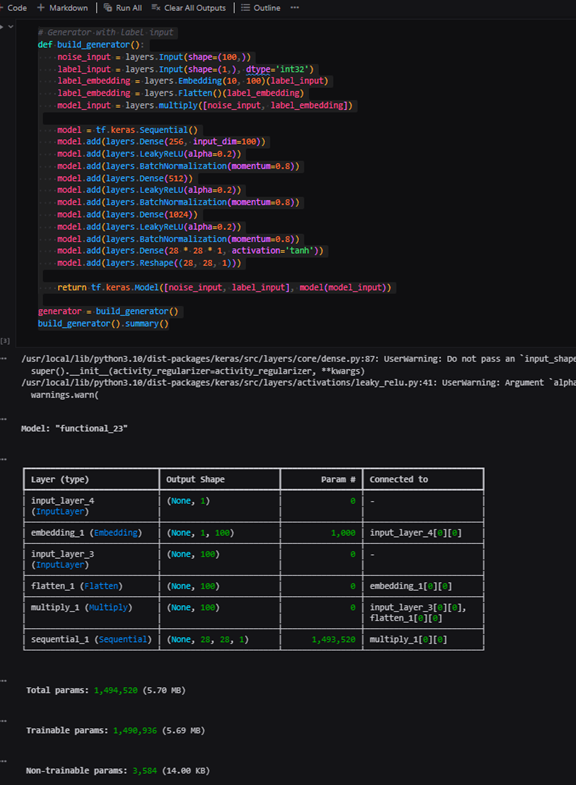 Code + Markdown Run All Clear All Outputs Outline ...
# Generator with label input
def build_generator():
noise_input = layers.Input(shape=(100,))
label_input = layers.Input(shape=(1,), dtype='int32')
label_embedding = layers.Embedding(10, 100)(label_input)
label_embedding = layers.Flatten()(label_embedding)
model_input = layers.multiply([noise_input, label_embedding])
model = tf.keras.Sequential()
model.add(layers.Dense(256, input_dim=100))
model.add(layers.LeakyReLU(alpha=0.2))
model.add(layers.BatchNormalization(momentum=0.8))
model.add(layers.Dense(512))
model.add(layers.LeakyReLU(alpha=0.2))
model.add(layers.BatchNormalization(momentum=0.8))
model.add(layers.Dense(1024))
model.add(layers.LeakyReLU(alpha=0.2))
model.add(layers.BatchNormalization(momentum=0.8))
model.add(layers.Dense(28 * 28 * 1, activation='tanh'))
model.add(layers.Reshape((28, 28, 1)))
return tf.keras.Model([noise_input, label_input], model(model_input))
generator = build_generator()
build_generator().summary()
[3]
/usr/local/lib/python3.10/dist-packages/keras/src/layers/core/dense.py:87: UserWarning: Do not pass an `input_shape
super().__init__(activity_regularizer=activity_regularizer, **kwargs)
/usr/local/lib/python3.10/dist-packages/keras/src/layers/activations/leaky_relu.py:41: UserWarning: Argument `alpha
warnings.warn(
Model: "functional_23"
Layer (type) Output Shape Param # Connected to
input_layer_4 (None, 1) 0 -
(InputLayer)
embedding_1 (Embedding) (None, 1, 100) 1,000 input_layer_4[0][0]
input_layer_3 (None, 100) 0 -
(InputLayer)
flatten_1 (Flatten) (None, 100) 0 embedding_1[0][0]
multiply_1 (Multiply) (None, 100) 0 input_layer_3[0][0],
flatten_1[0][0]
sequential_1 (Sequential) (None, 28, 28, 1) 1,493,520 multiply_1[0][0]
Total params: 1,494,520 (5.70 MB)
Trainable params: 1,490,936 (5.69 MB)
Non-trainable params: 3,584 (14.00 KB)